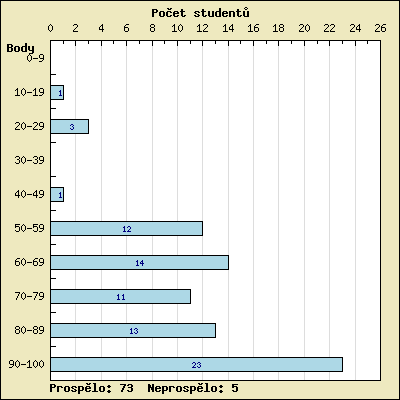 Počet studentů
0 2 4 6 8 10 12 14 16 18 20 22 24 26
Body
0-9
10-19 1
20-29 3
30-39
40-49 1
50-59 12
60-69 14
70-79 11
80-89 13
90-100 23
Prospělo: 73 Neprospělo: 5